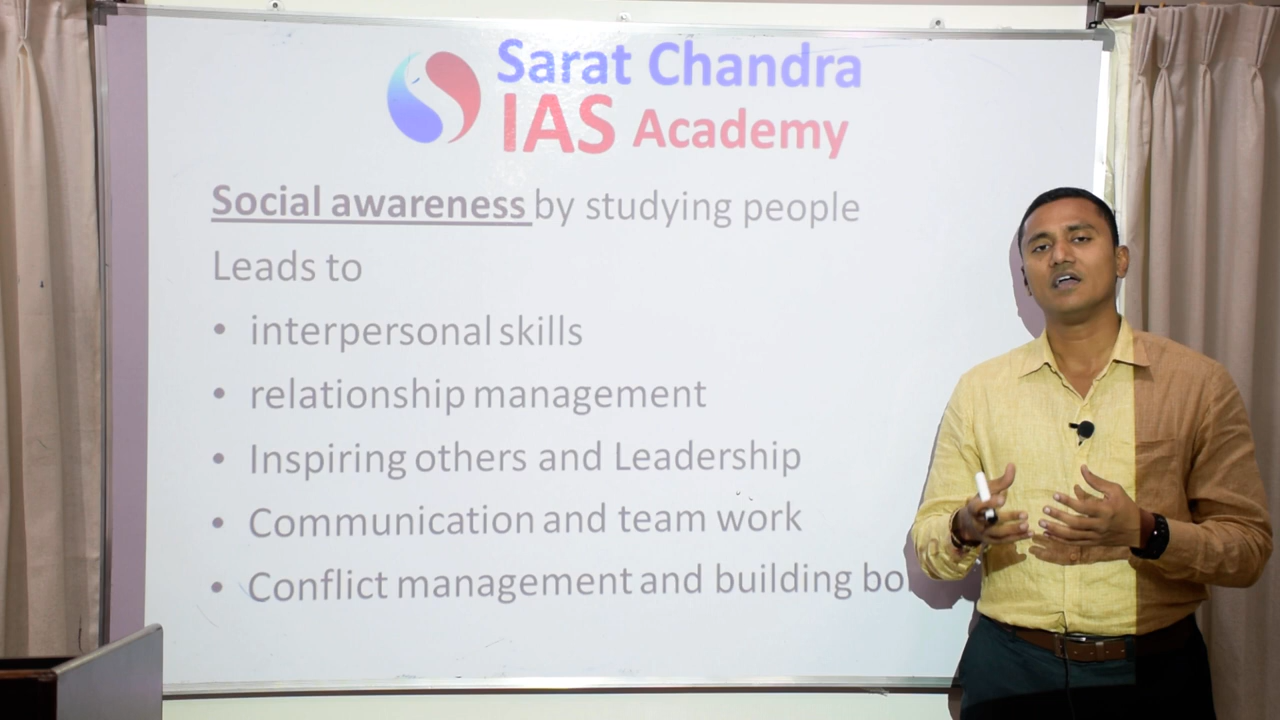 Sarat Chandra
IAS Academy
Social awareness by studying people
Leads to
• interpersonal skills
• relationship management
• Inspiring others and Leadership
• Communication and team work
• Conflict management and building